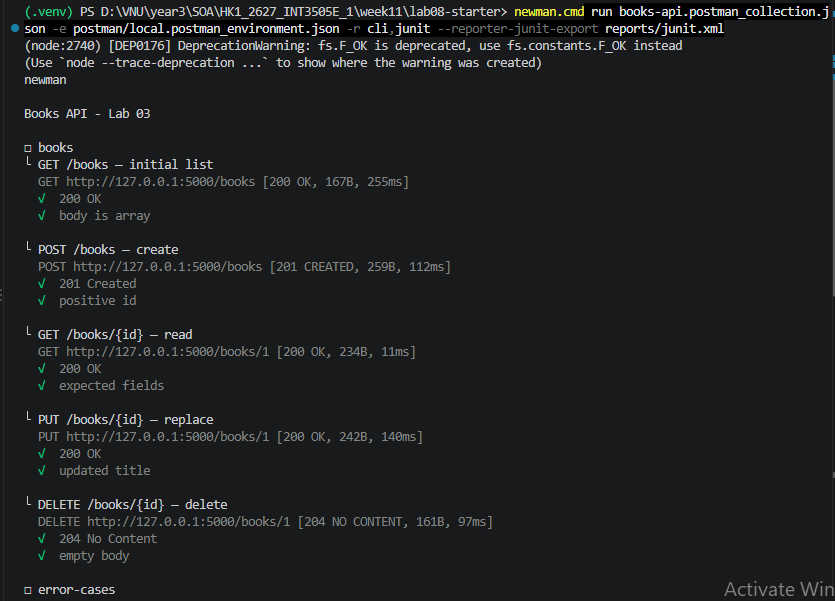 (.venv) PS D:\VNU\year3\SOA\HK1_2627_INT3505E_1\week11\lab08-starter> newman.cmd run books-api.postman_collection.j
son -e postman/local.postman_environment.json -r cli,junit --reporter-junit-export reports/junit.xml
(node:2740) [DEP0176] DeprecationWarning: fs.F_OK is deprecated, use fs.constants.F_OK instead
(Use `node --trace-deprecation ...` to show where the warning was created)
newman

Books API - Lab 03

□ books
└ GET /books — initial list
  GET http://127.0.0.1:5000/books [200 OK, 167B, 255ms]
  √  200 OK
  √  body is array

└ POST /books — create
  POST http://127.0.0.1:5000/books [201 CREATED, 259B, 112ms]
  √  201 Created
  √  positive id

└ GET /books/{id} — read
  GET http://127.0.0.1:5000/books/1 [200 OK, 234B, 11ms]
  √  200 OK
  √  expected fields

└ PUT /books/{id} — replace
  PUT http://127.0.0.1:5000/books/1 [200 OK, 242B, 140ms]
  √  200 OK
  √  updated title

└ DELETE /books/{id} — delete
  DELETE http://127.0.0.1:5000/books/1 [204 NO CONTENT, 161B, 97ms]
  √  204 No Content
  √  empty body

□ error-cases
Activate Win